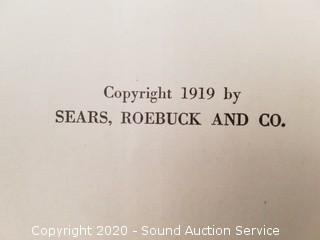 Copyright 1919 by
SEARS, ROEBUCK AND CO.
Copyright 2020 - Sound Auction Service